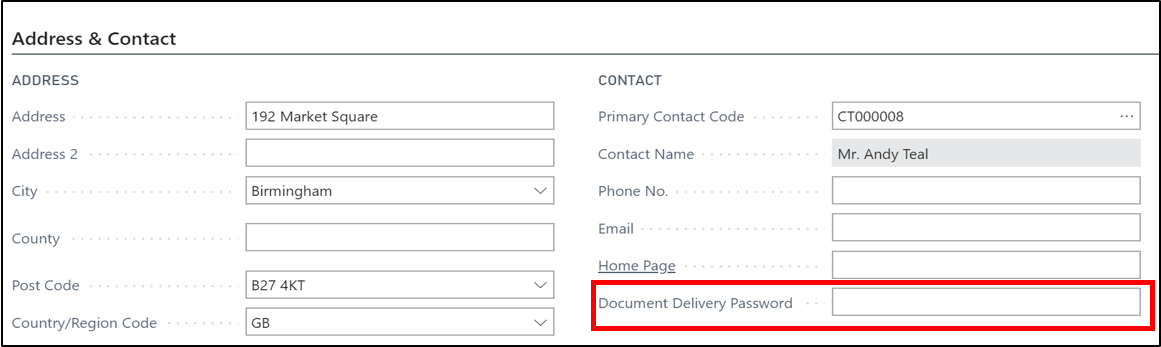 Address & Contact
ADDRESS
Address 192 Market Square
Address 2
City Birmingham
County
Post Code B27 4KT
Country/Region Code GB
CONTACT
Primary Contact Code CT000008 ...
Contact Name Mr. Andy Teal
Phone No.
Email
Home Page
Document Delivery Password